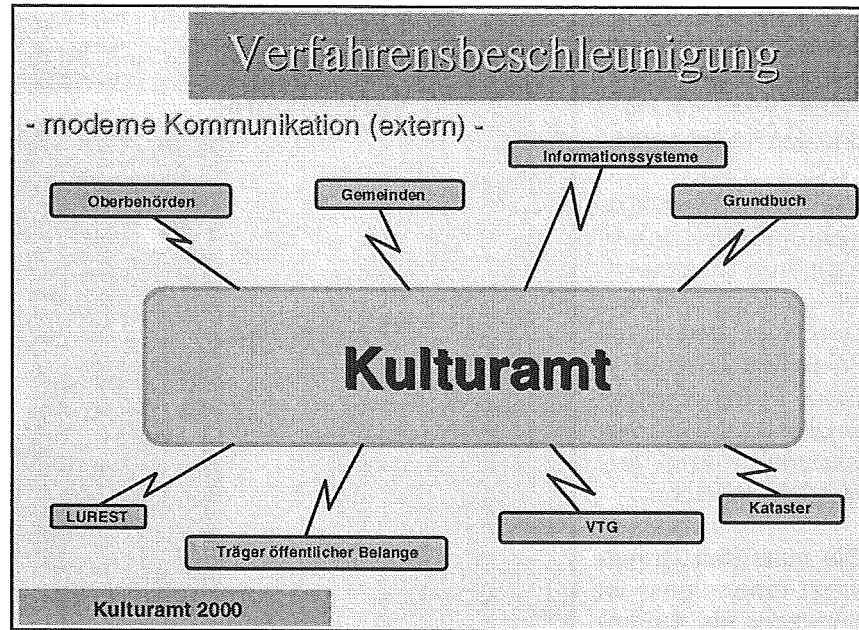 Verfahrensbeschleunigung
- moderne Kommunikation (extern) -
Informationssysteme
Oberbehörden
Gemeinden
Grundbuch
Kulturamt
LUREST
Träger öffentlicher Belange
VTG
Kataster
Kulturamt 2000